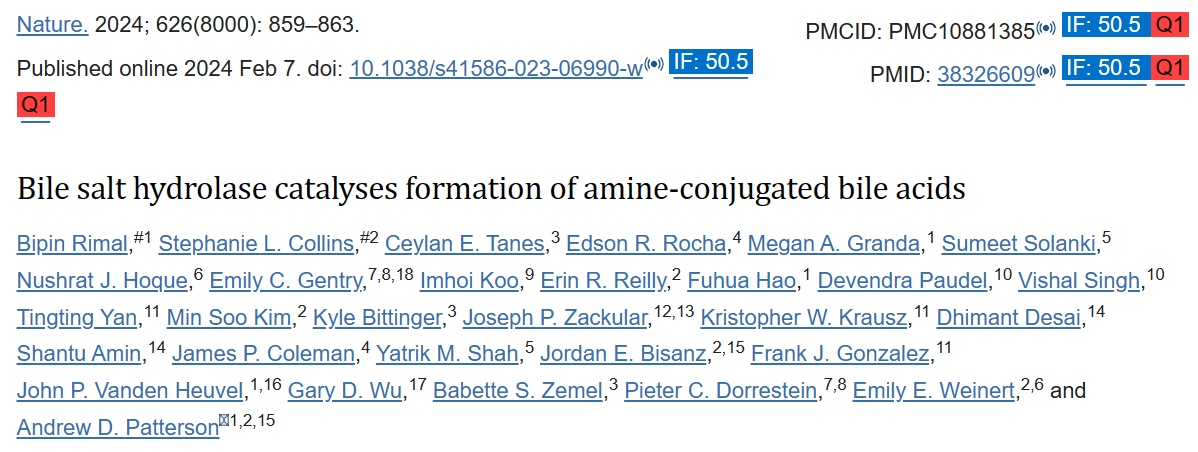 Nature. 2024; 626(8000): 859–863.
Published online 2024 Feb 7. doi: 10.1038/s41586-023-06990-w IF: 50.5
Q1
PMCID: PMC10881385 IF: 50.5 Q1
PMID: 38326609 IF: 50.5 Q1
Bile salt hydrolase catalyses formation of amine-conjugated bile acids
Bipin Rimal,#1 Stephanie L. Collins,#2 Ceylan E. Tanes,3 Edson R. Rocha,4 Megan A. Granda,1 Sumeet Solanki,5
Nushrat J. Hoque,6 Emily C. Gentry,7,8,18 Imhoi Koo,9 Erin R. Reilly,2 Fuhua Hao,1 Devendra Paudel,10 Vishal Singh,10
Tingting Yan,11 Min Soo Kim,2 Kyle Bittinger,3 Joseph P. Zackular,12,13 Kristopher W. Krausz,11 Dhimant Desai,14
Shantu Amin,14 James P. Coleman,4 Yatrik M. Shah,5 Jordan E. Bisanz,2,15 Frank J. Gonzalez,11
John P. Vanden Heuvel,1,16 Gary D. Wu,17 Babette S. Zemel,3 Pieter C. Dorrestein,7,8 Emily E. Weinert,2,6 and
Andrew D. Patterson1,2,15